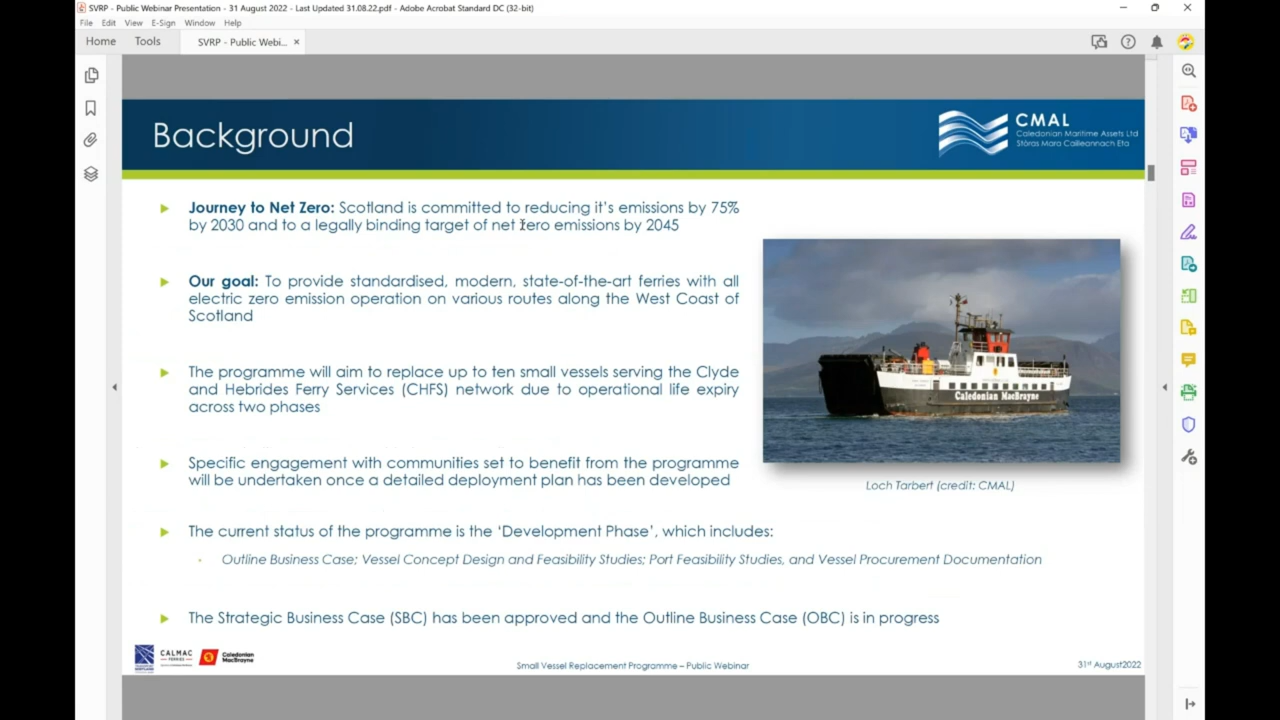 SVRP - Public Webinar Presentation - 31 August 2022 - Last Updated 31.08.22.pdf - Adobe Acrobat Standard DC (32-bit)
File Edit View E-Sign Window Help
Home Tools SVRP - Public Webi... ×
Background
CMAL
Caledonian Maritime Assets Ltd
Stòras Mara Cailleannach Eta
Journey to Net Zero: Scotland is committed to reducing it's emissions by 75%
by 2030 and to a legally binding target of net zero emissions by 2045
Our goal: To provide standardised, modern, state-of-the-art ferries with all
electric zero emission operation on various routes along the West Coast of
Scotland
The programme will aim to replace up to ten small vessels serving the Clyde
and Hebrides Ferry Services (CHFS) network due to operational life expiry
across two phases
Caledonian MacBrayne
Specific engagement with communities set to benefit from the programme
will be undertaken once a detailed deployment plan has been developed
Loch Tarbert (credit: CMAL)
The current status of the programme is the 'Development Phase', which includes:
Outline Business Case; Vessel Concept Design and Feasibility Studies; Port Feasibility Studies, and Vessel Procurement Documentation
The Strategic Business Case (SBC) has been approved and the Outline Business Case (OBC) is in progress
CALMAC
FERRIES
Caledonian
MacBrayne
Small Vessel Replacement Programme – Public Webinar
31st August2022